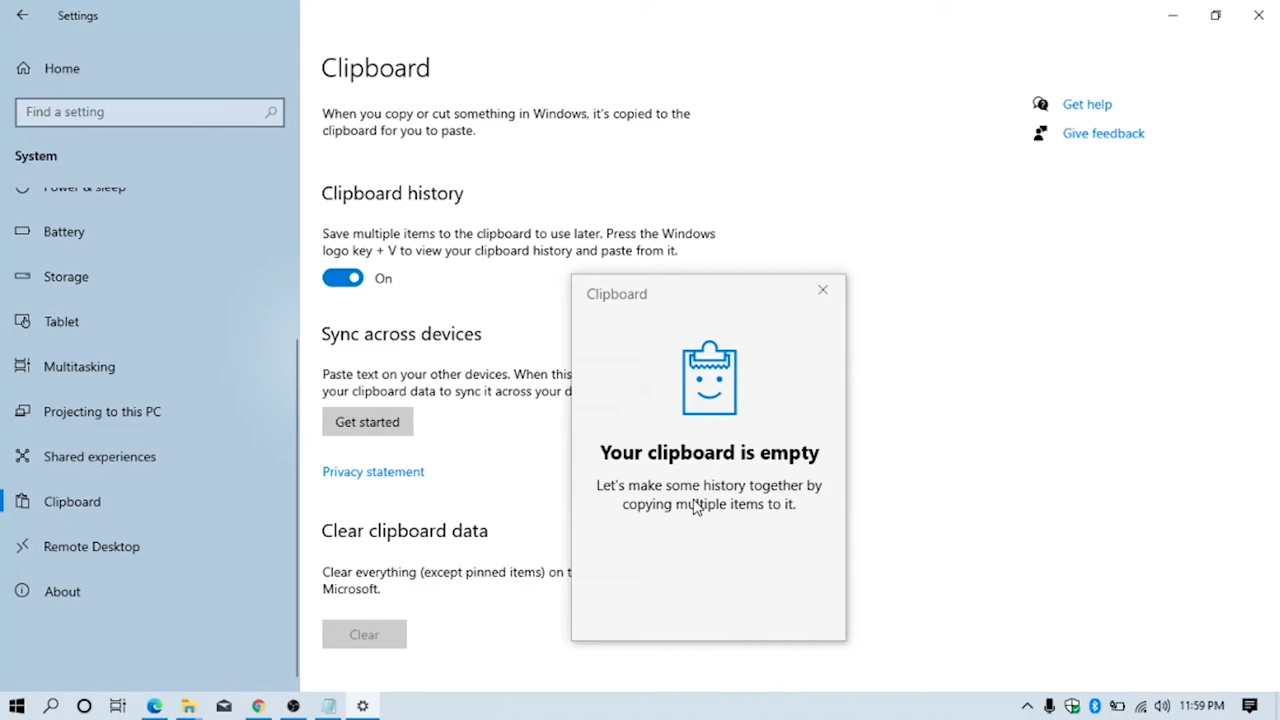 Settings
Home
Find a setting
System
Power & sleep
Battery
Storage
Tablet
Multitasking
Projecting to this PC
Shared experiences
Clipboard
Remote Desktop
About
Clipboard
When you copy or cut something in Windows, it's copied to the
clipboard for you to paste.
Clipboard history
Save multiple items to the clipboard to use later. Press the Windows
logo key + V to view your clipboard history and paste from it.
On
Sync across devices
Paste text on your other devices. When this
your clipboard data to sync it across your d
Get started
Privacy statement
Clear clipboard data
Clear everything (except pinned items) on t
Microsoft.
Clear
Get help
Give feedback
Clipboard
Your clipboard is empty
Let's make some history together by
copying multiple items to it.
11:59 PM